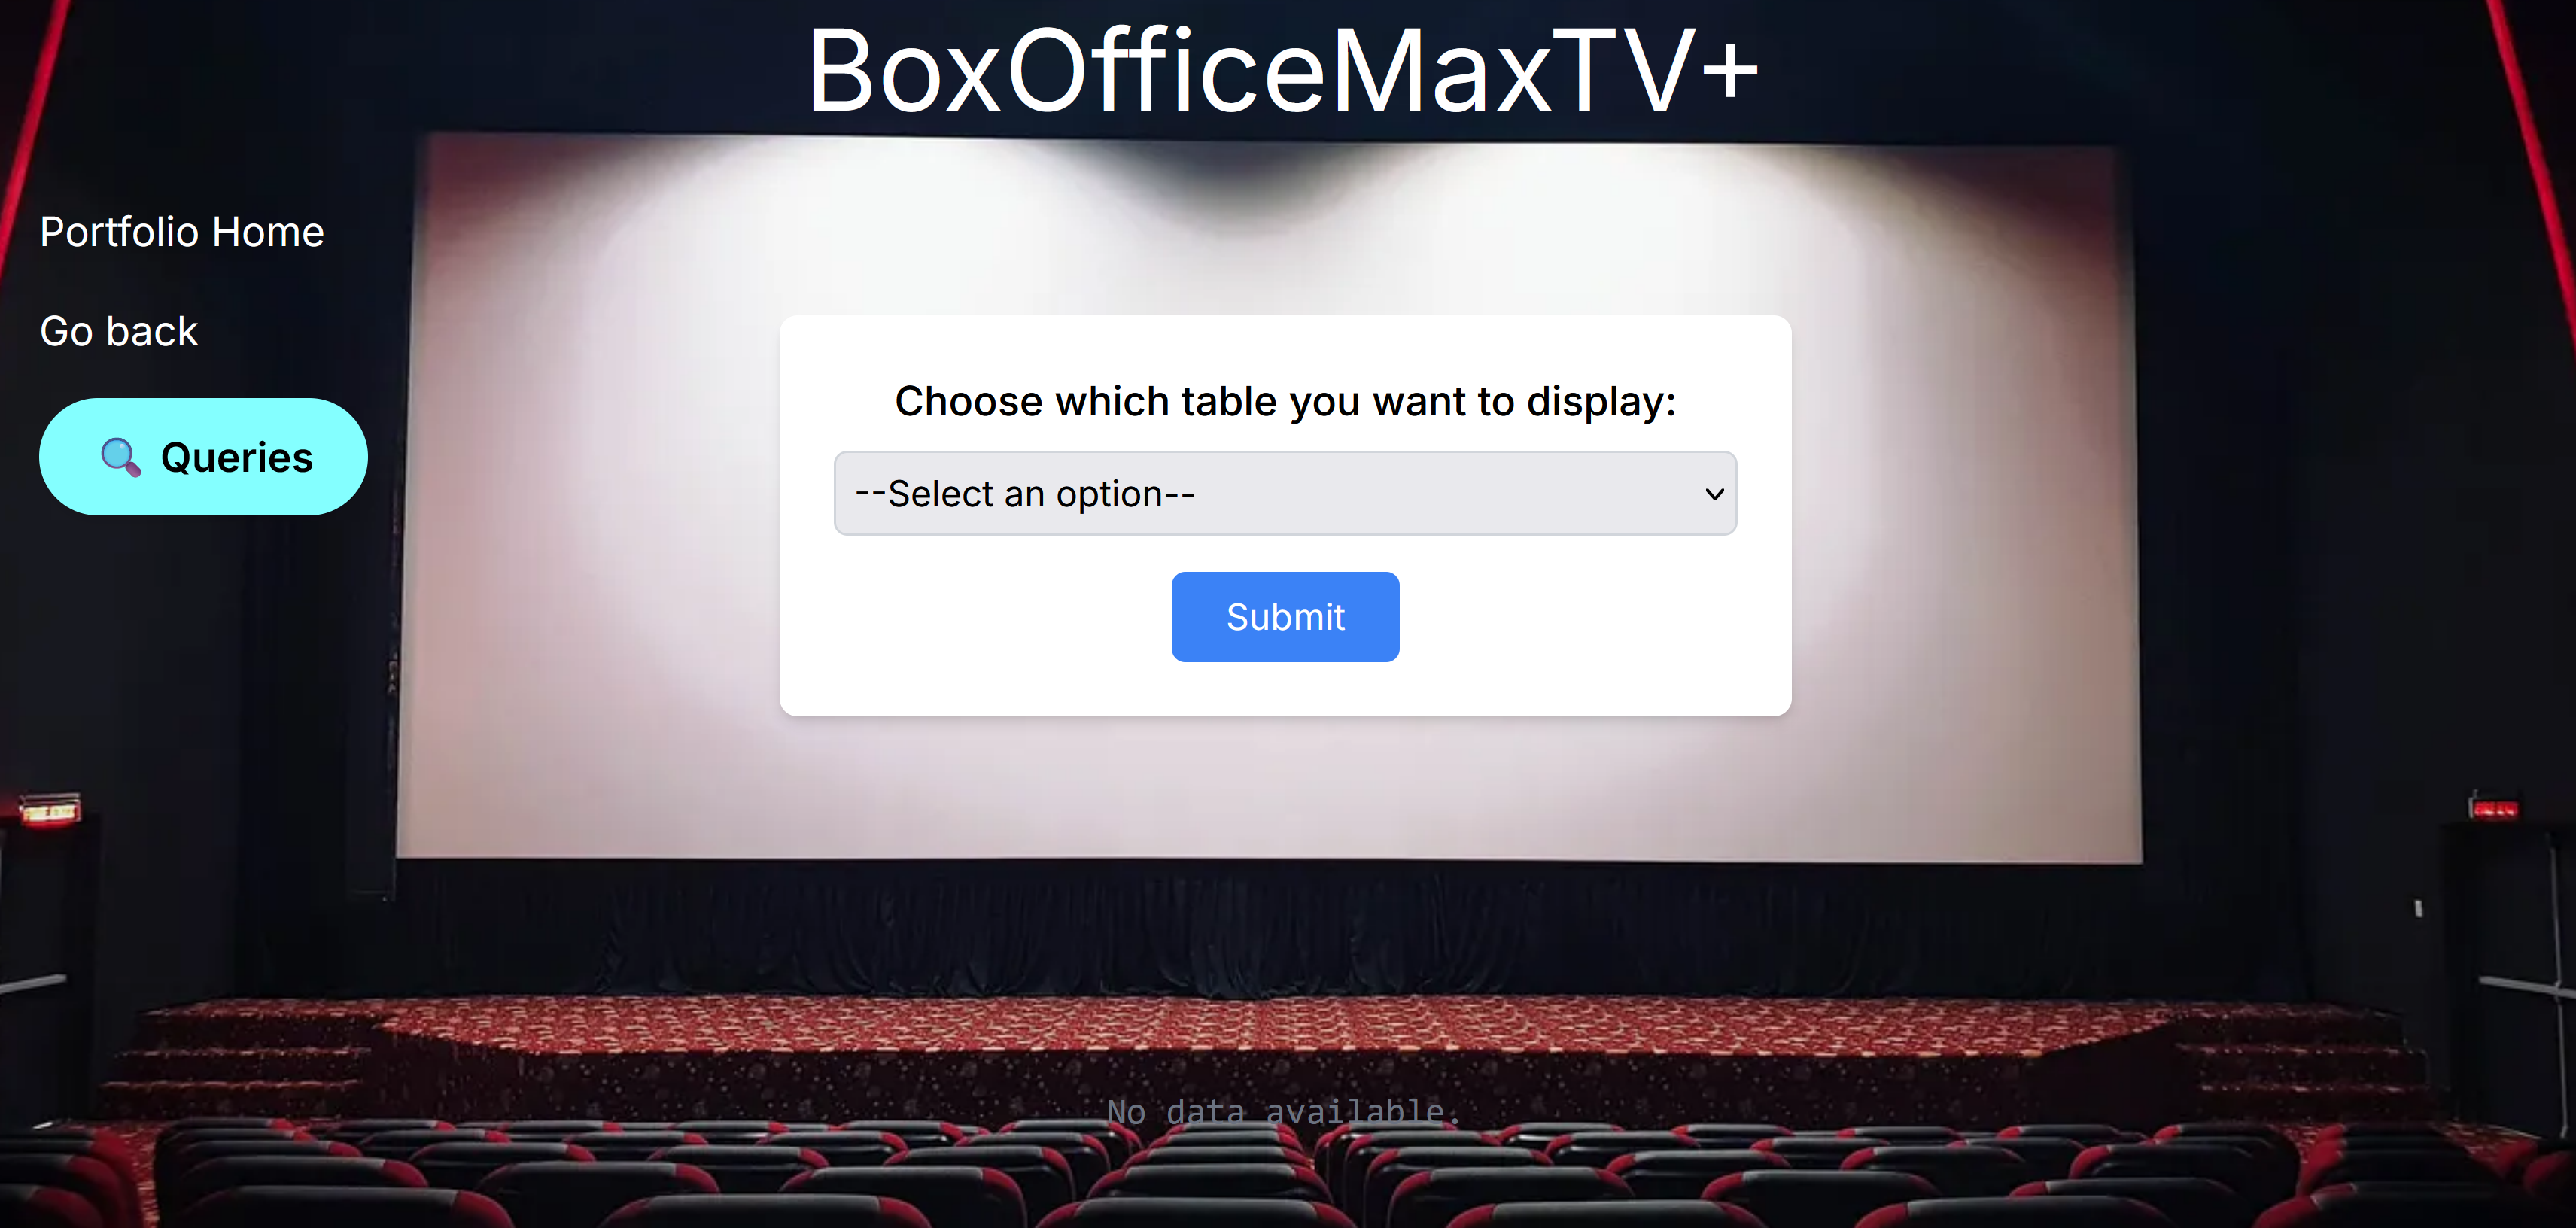 BoxOfficeMaxTV+
Portfolio Home
Go back
🔍 Queries
Choose which table you want to display:
--Select an option--
Submit
No data available.